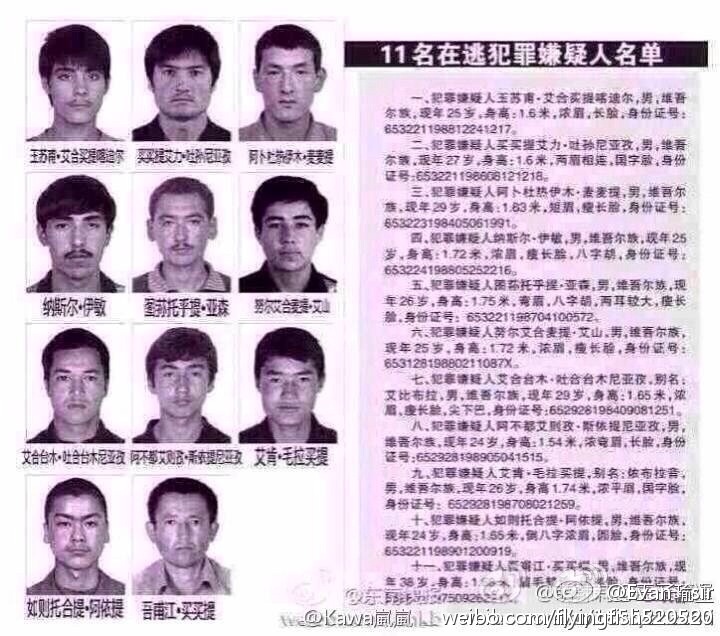 11名在逃犯罪嫌疑人名单
玉苏甫·艾合买提喀迪尔
买买提艾力·吐孙尼亚孜
阿卜杜热伊木·麦麦提
纳斯尔·伊敏
图荪托乎提·亚森
努尔艾合麦提·艾山
艾合台木·吐合台木尼亚孜
阿不都艾则孜·斯依提尼亚孜
艾肯·毛拉买提
如则托合提·阿依提
吾甫江·买买提
一、犯罪嫌疑人玉苏甫·艾合买提喀迪尔，男，维吾
尔族，现年25岁，身高：1.6米，浓眉，长脸，身份证号：
653221198812241217。
二、犯罪嫌疑人买买提艾力·吐孙尼亚孜，男，维吾
尔族，现年27岁，身高：1.6米，两眉相连，国字脸，身份
证号：653221198608121218。
三、犯罪嫌疑人阿卜杜热伊木·麦麦提，男，维吾尔
族，现年29岁，身高：1.63米，短眉，瘦长脸，身份证号：
653223198405061991。
四、犯罪嫌疑人纳斯尔·伊敏，男，维吾尔族，现年25
岁，身高：1.72米，浓眉，瘦长脸，八字胡，身份证号：
653224198805252216。
五、犯罪嫌疑人图荪托乎提·亚森，男，维吾尔族，
现年26岁，身高：1.75米，弯眉，八字胡，两耳较大，瘦长
脸，身份证号：653221198704100572。
六、犯罪嫌疑人努尔艾合麦提·艾山，男，维吾尔族，
现年25岁，身高：1.72米，浓眉，瘦长脸，身份证号：
65312819880211087X。
七、犯罪嫌疑人艾合台木·吐合台木尼亚孜，别名：
艾比布拉，男，维吾尔族，现年29岁，身高：1.65米，浓
眉，瘦长脸，尖下巴，身份证号：652928198409081251。
八、犯罪嫌疑人阿不都艾则孜·斯依提尼亚孜，男，
维吾尔族，现年24岁，身高：1.54米，浓弯眉，长脸，身份
证号：652928198905041515。
九、犯罪嫌疑人艾肯·毛拉买提，别名：依布拉音，
男，维吾尔族，现年26岁，身高1.74米，浓平眉，国字脸，
身份证号：652928198708021259。
十、犯罪嫌疑人如则托合提·阿依提，男，维吾尔族，
现年24岁，身高：1.65米，倒八字浓眉，圆脸，身份证号：
653221198901200919。
十一、犯罪嫌疑人吾甫江·买买提，男，维吾尔族，现
年38岁，身高：
@Kawa嵐嵐
weibo.com/flyingfish520520